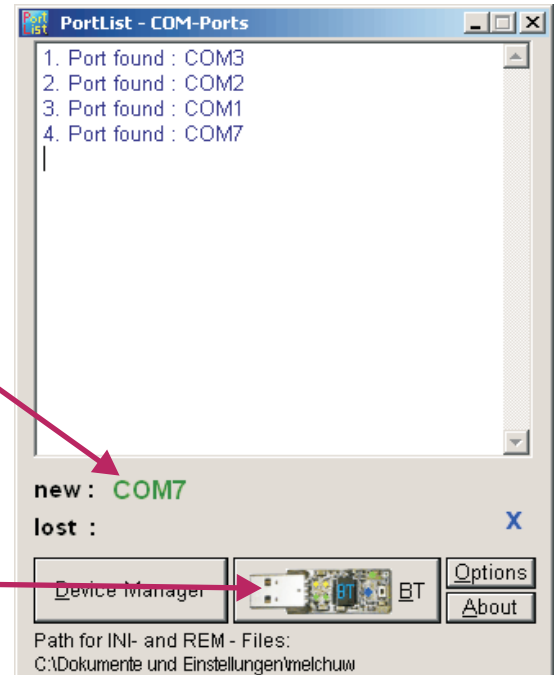 Port List PortList - COM-Ports
1. Port found : COM3
2. Port found : COM2
3. Port found : COM1
4. Port found : COM7
new : COM7
lost :
X
Device Manager
BT BT
Options
About
Path for INI- and REM - Files:
C:\Dokumente und Einstellungen\melchuw